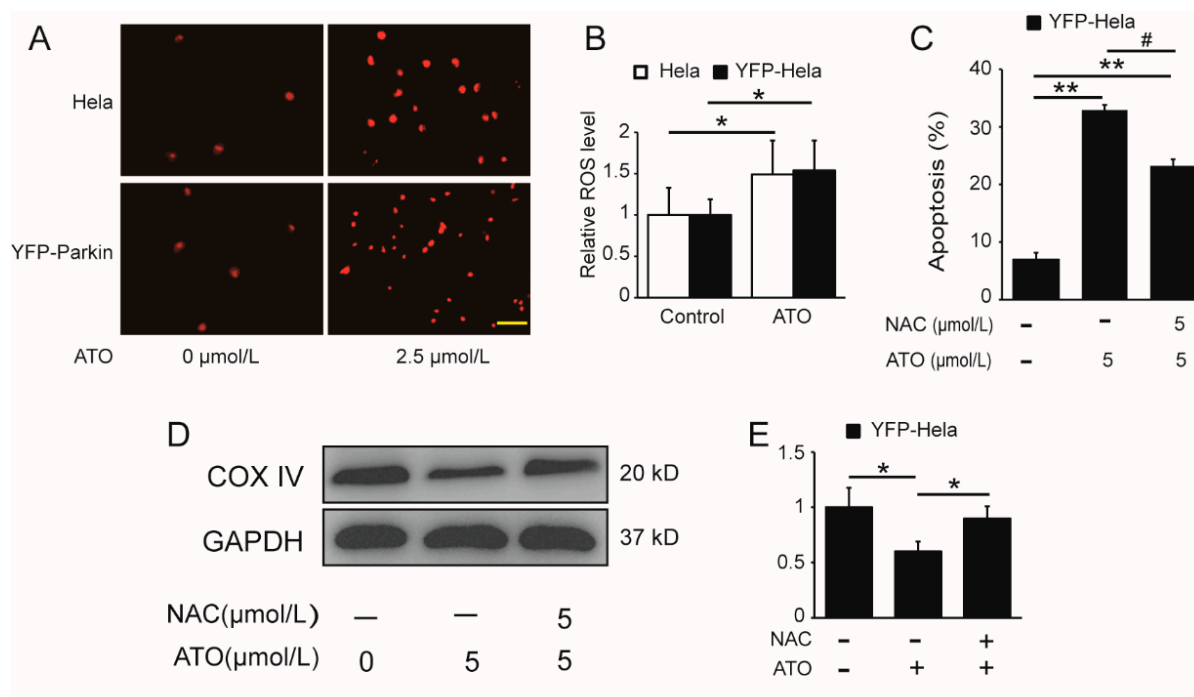 A
Hela
YFP-Parkin
ATO
0 µmol/L
2.5 µmol/L
B
Hela
YFP-Hela
Relative ROS level
2
1.5
1
0.5
0
*
*
Control
ATO
C
YFP-Hela
#
**
**
Apoptosis (%)
40
30
20
10
0
NAC (µmol/L)
–
–
5
ATO (µmol/L)
–
5
5
D
COX IV
20 kD
GAPDH
37 kD
NAC(µmol/L)
—
—
5
ATO(µmol/L)
0
5
5
E
YFP-Hela
1.5
1
0.5
0
*
*
NAC
-
-
+
ATO
-
+
+